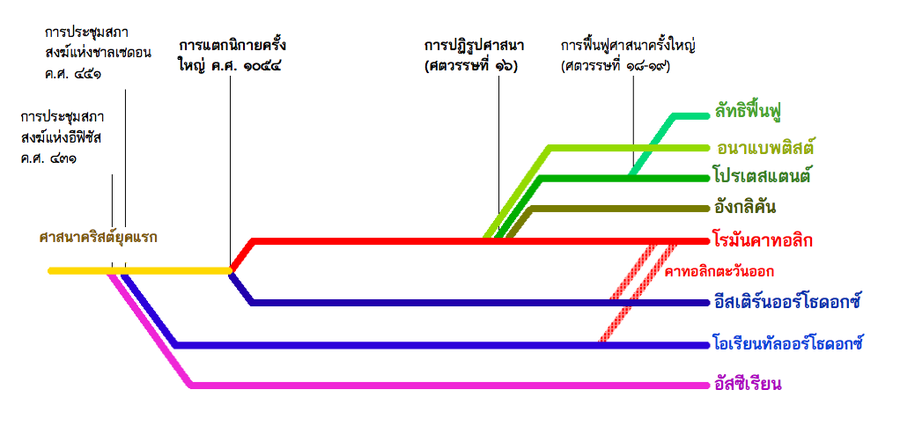 การประชุมสภา
สงฆ์แห่งชาลเซดอน
ค.ศ. ๔๕๑
การแตกนิกายครั้ง
ใหญ่ ค.ศ. ๑๐๕๔
การปฏิรูปศาสนา
(ศตวรรษที่ ๑๖)
การฟื้นฟูศาสนาครั้งใหญ่
(ศตวรรษที่ ๑๘-๑๙)
การประชุมสภา
สงฆ์แห่งอีฟิซัส
ค.ศ. ๔๓๑
ลัทธิฟื้นฟู
อนาแบพติสต์
โปรเตสแตนต์
อังกลิคัน
ศาสนาคริสต์ยุคแรก
โรมันคาทอลิก
คาทอลิกตะวันออก
อีสเติร์นออร์โธดอกซ์
โอเรียนทัลออร์โธดอกซ์
อัสซีเรียน